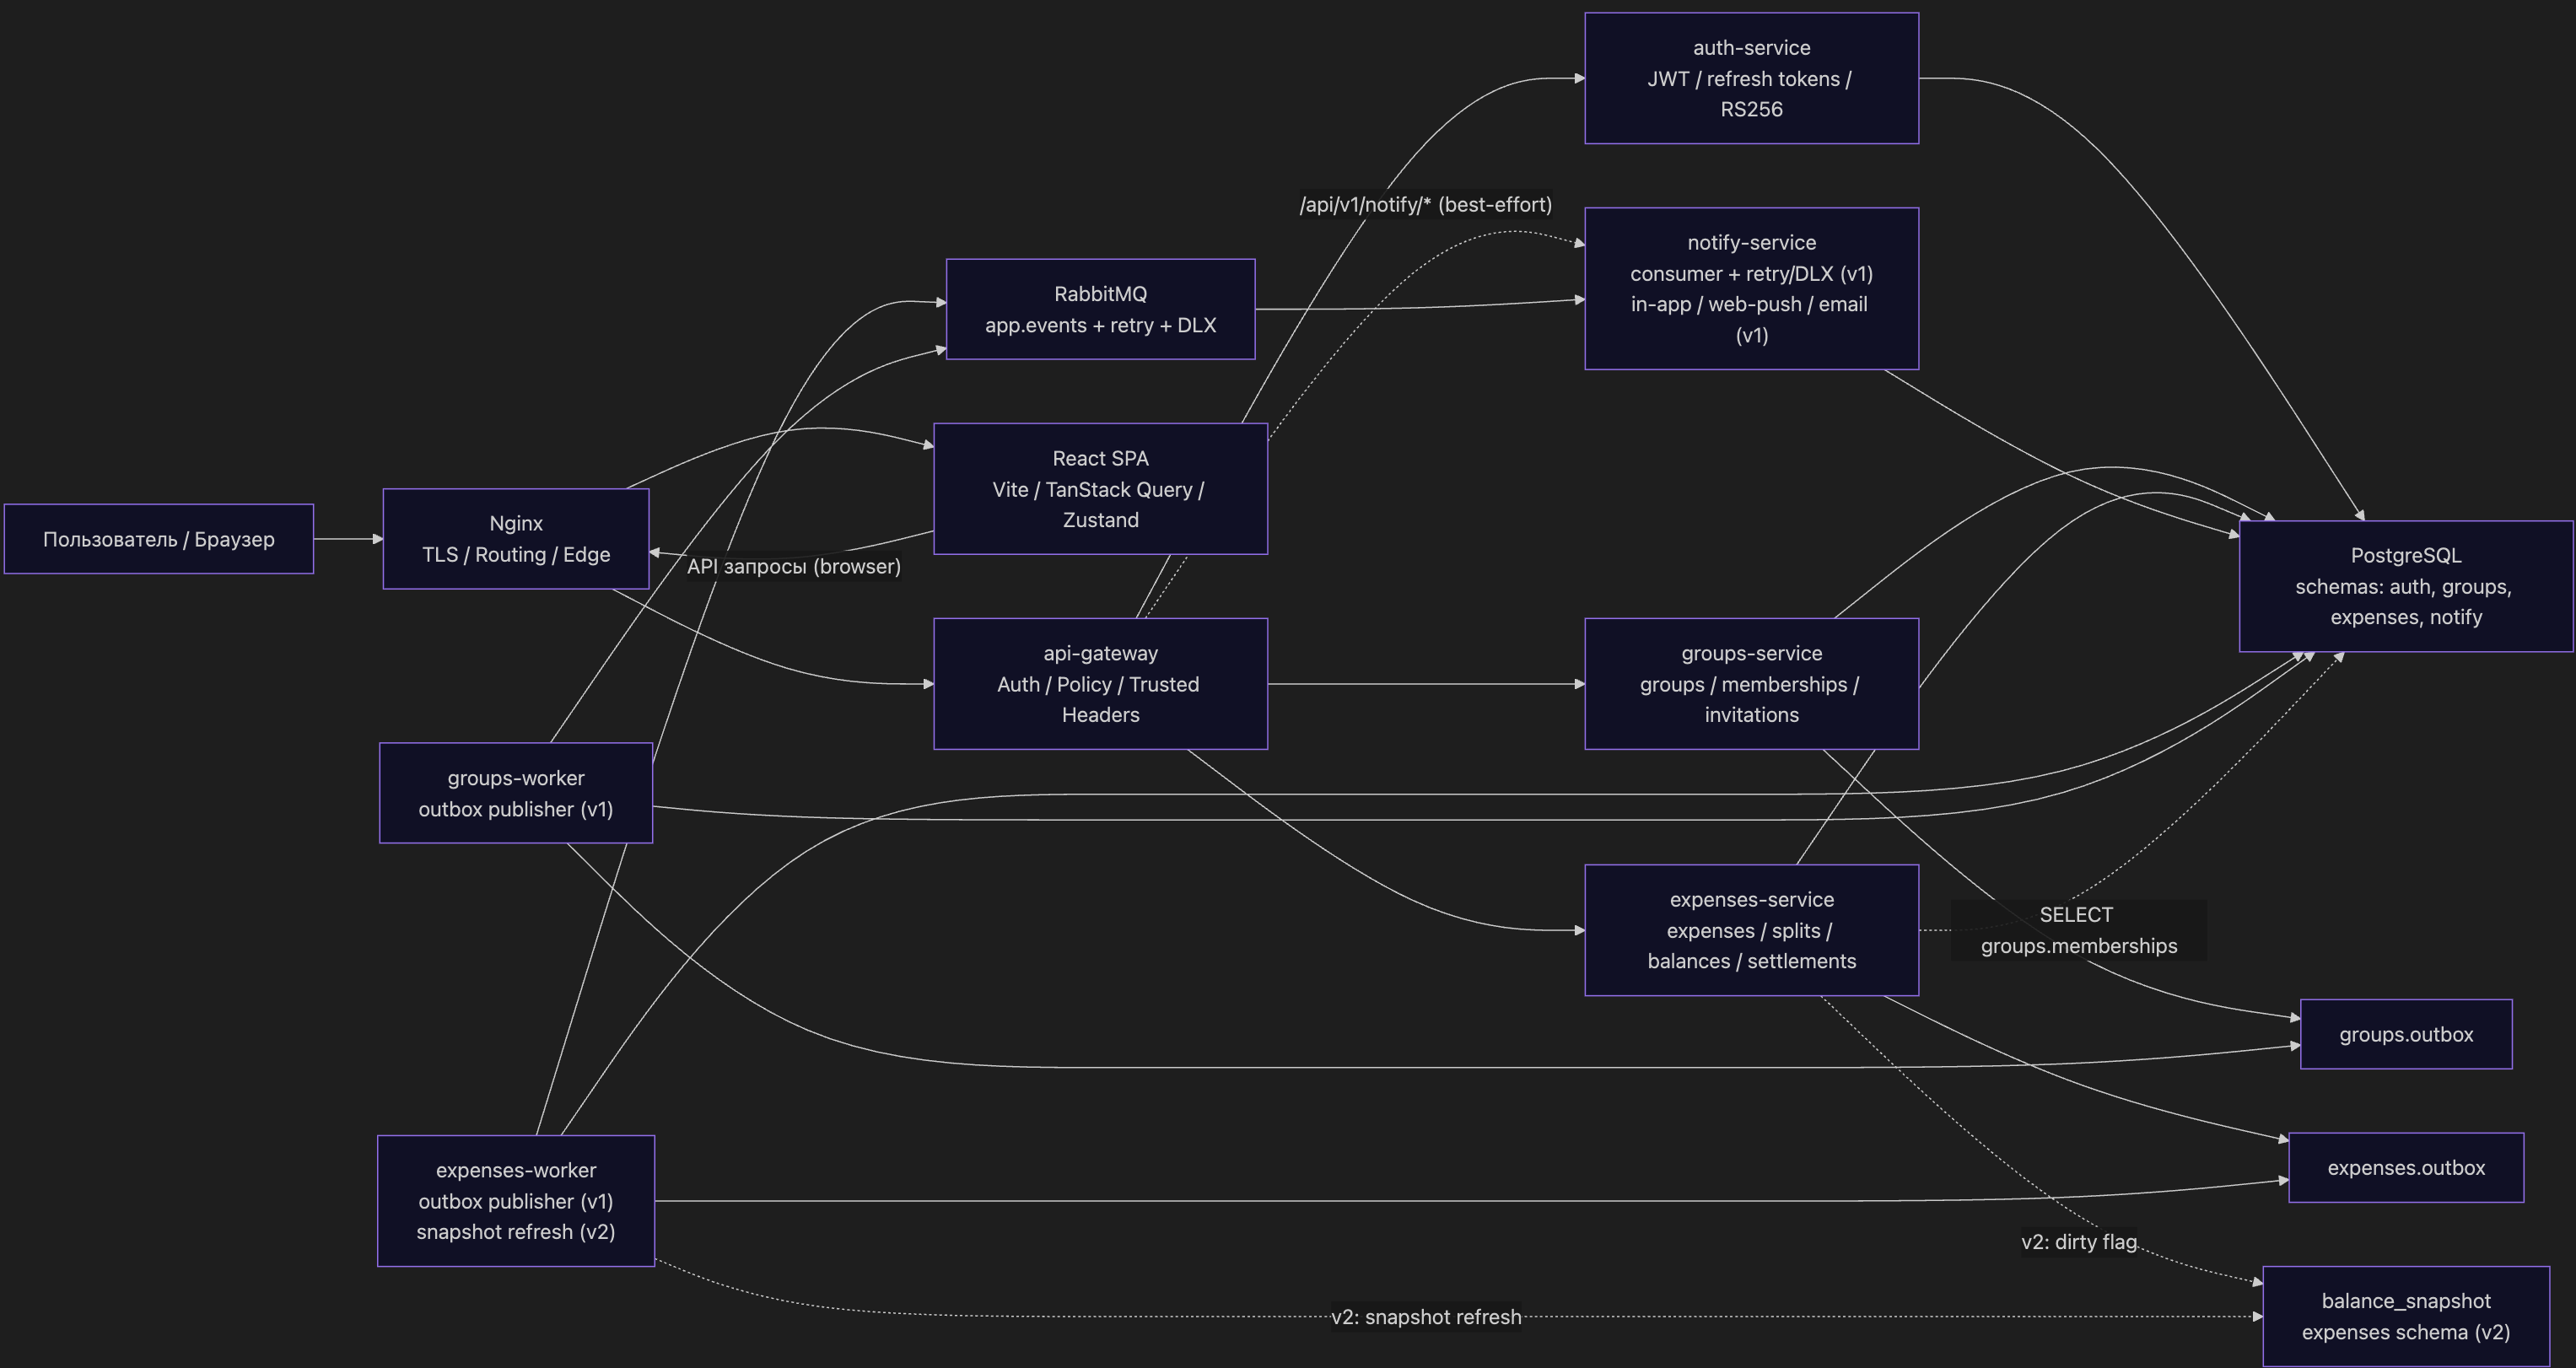 auth-service
JWT / refresh tokens /
RS256
/api/v1/notify/* (best-effort)
notify-service
consumer + retry/DLX (v1)
in-app / web-push / email
(v1)
RabbitMQ
app.events + retry + DLX
React SPA
Vite / TanStack Query /
Zustand
Пользователь / Браузер
Nginx
TLS / Routing / Edge
API запросы (browser)
PostgreSQL
schemas: auth, groups,
expenses, notify
api-gateway
Auth / Policy / Trusted
Headers
groups-service
groups / memberships /
invitations
groups-worker
outbox publisher (v1)
expenses-service
expenses / splits /
balances / settlements
SELECT
groups.memberships
groups.outbox
expenses-worker
outbox publisher (v1)
snapshot refresh (v2)
expenses.outbox
v2: dirty flag
v2: snapshot refresh
balance_snapshot
expenses schema (v2)